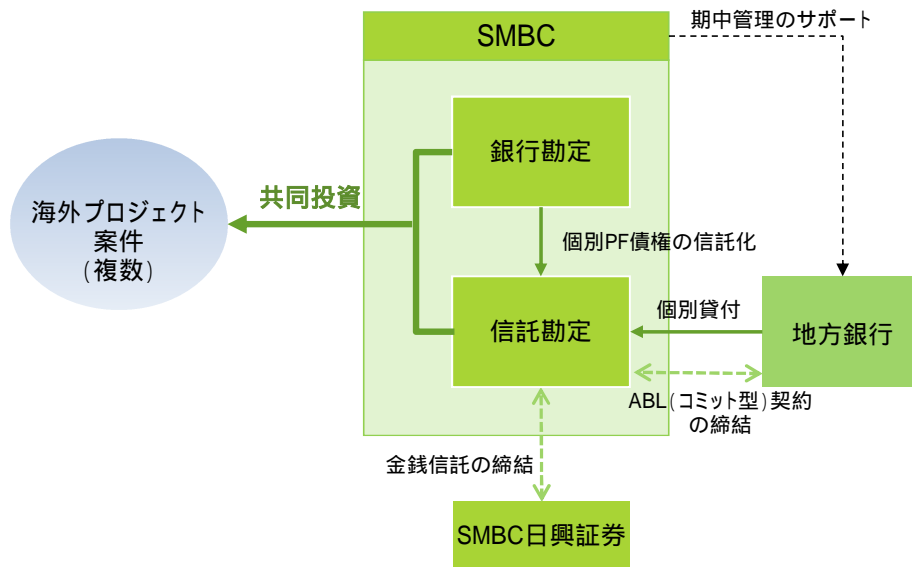 期中管理のサポート
SMBC
銀行勘定
共同投資
海外プロジェクト
案件
(複数)
個別PF債権の信託化
個別貸付
信託勘定
地方銀行
ABL(コミット型)契約
の締結
金銭信託の締結
SMBC日興証券